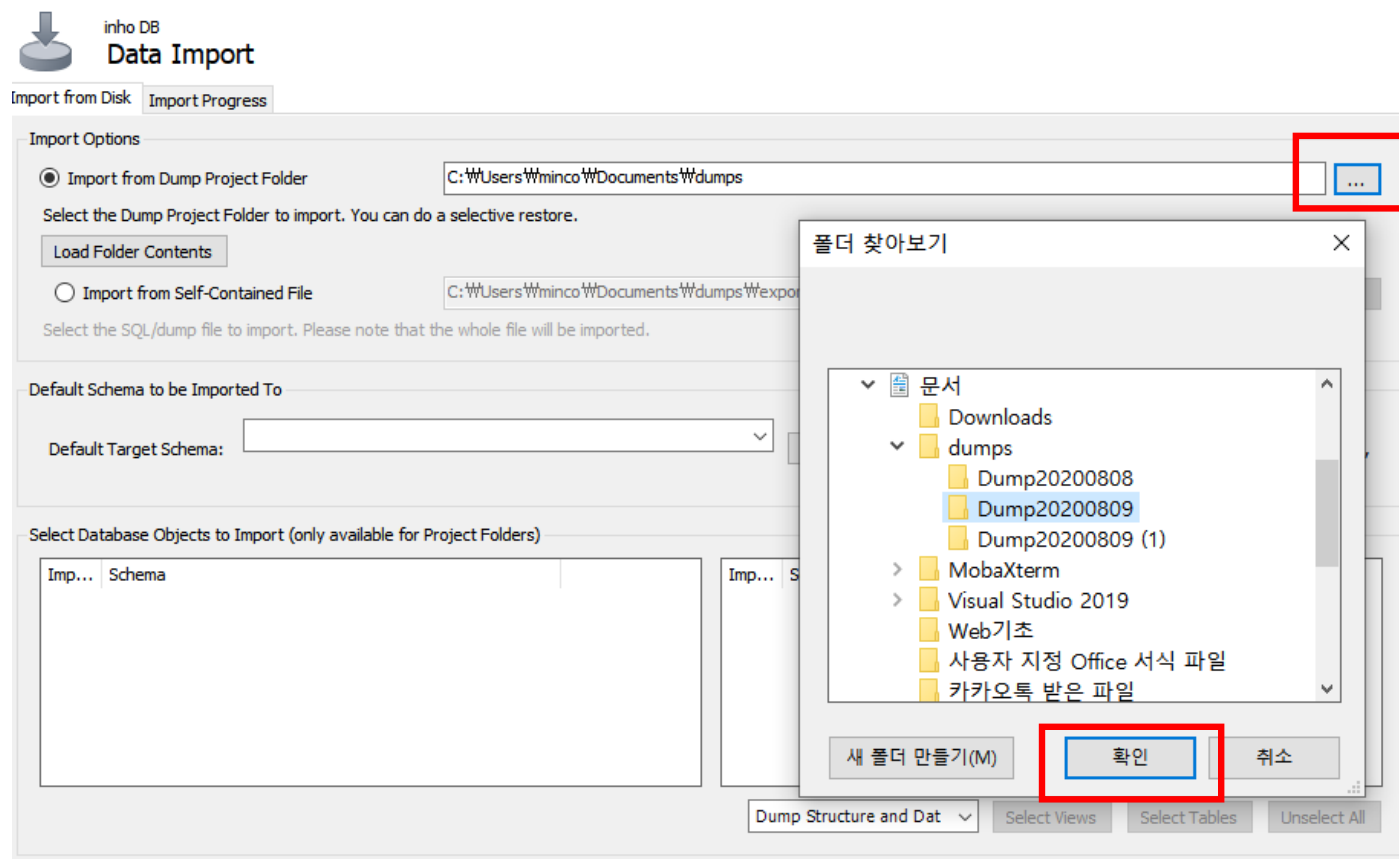 inho DB
Data Import
Import from Disk
Import Progress
Import Options
Import from Dump Project Folder
C:₩Users₩minco₩Documents₩dumps
...
Select the Dump Project Folder to import. You can do a selective restore.
Load Folder Contents
Import from Self-Contained File
C:₩Users₩minco₩Documents₩dumps₩expor
Select the SQL/dump file to import. Please note that the whole file will be imported.
Default Schema to be Imported To
Default Target Schema:
Select Database Objects to Import (only available for Project Folders)
Imp... Schema
Imp... S
폴더 찾아보기
문서
Downloads
dumps
Dump20200808
Dump20200809
Dump20200809 (1)
MobaXterm
Visual Studio 2019
Web기초
사용자 지정 Office 서식 파일
카카오톡 받은 파일
새 폴더 만들기(M)
확인
취소
Dump Structure and Dat
Select Views
Select Tables
Unselect All